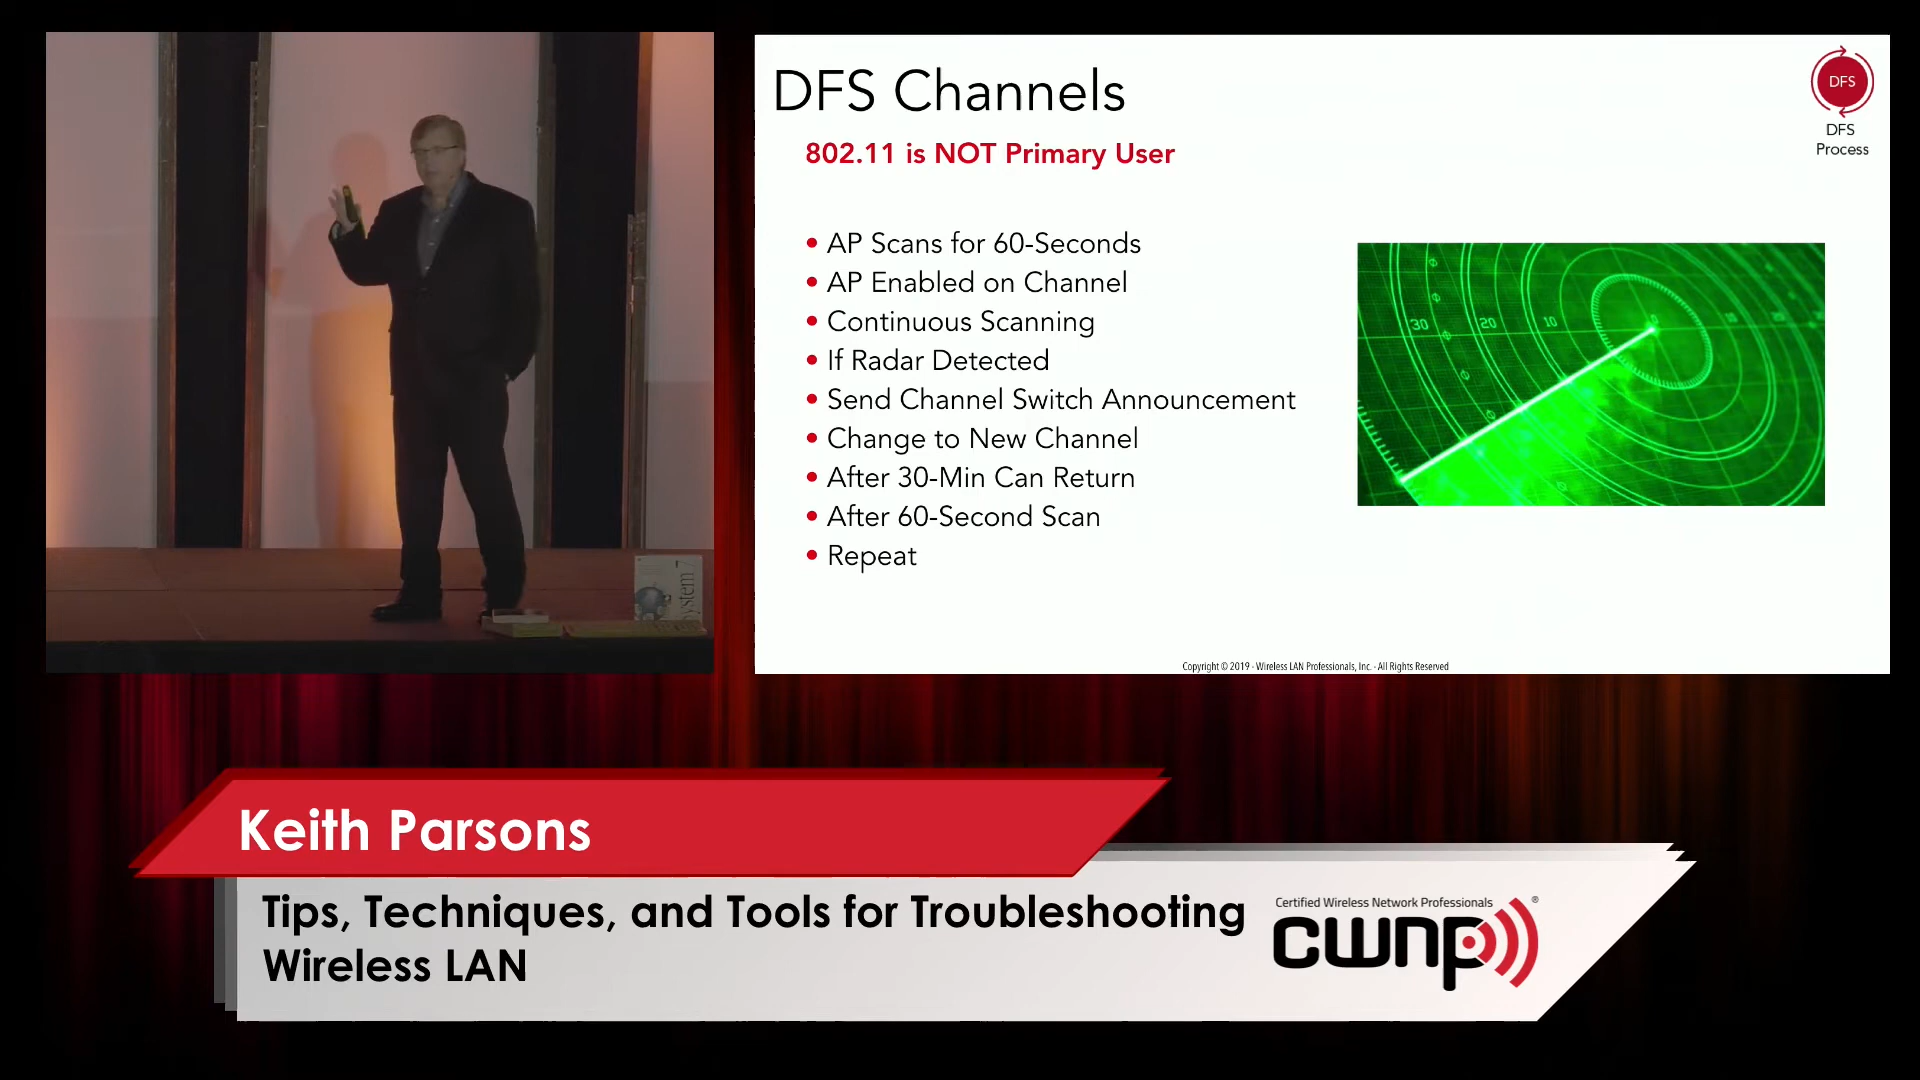 DFS Channels
802.11 is NOT Primary User
• AP Scans for 60-Seconds
• AP Enabled on Channel
• Continuous Scanning
• If Radar Detected
• Send Channel Switch Announcement
• Change to New Channel
• After 30-Min Can Return
• After 60-Second Scan
• Repeat
DFS
DFS
Process
30
20
10
Copyright © 2019 - Wireless LAN Professionals, Inc. - All Rights Reserved
Keith Parsons
Tips, Techniques, and Tools for Troubleshooting
Wireless LAN
Certified Wireless Network Professionals
cwnp
®